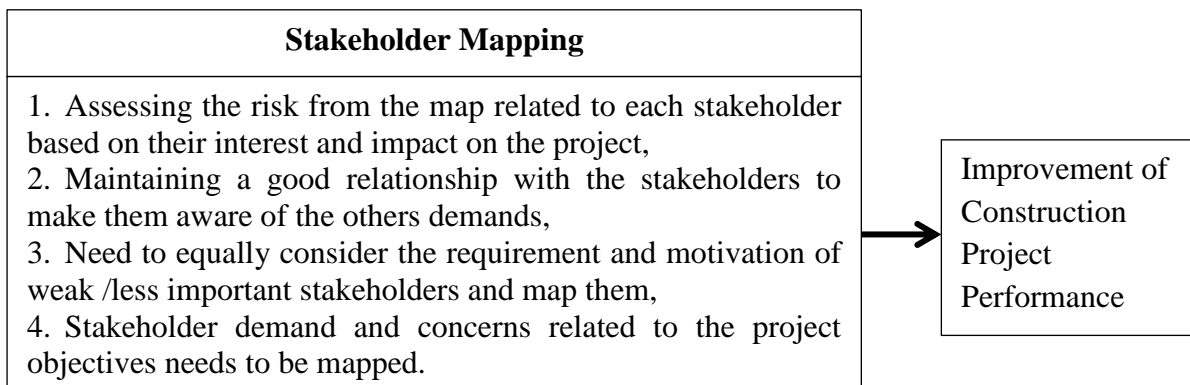 Stakeholder Mapping
1. Assessing the risk from the map related to each stakeholder
based on their interest and impact on the project,
2. Maintaining a good relationship with the stakeholders to
make them aware of the others demands,
3. Need to equally consider the requirement and motivation of
weak /less important stakeholders and map them,
4. Stakeholder demand and concerns related to the project
objectives needs to be mapped.
Improvement of
Construction
Project
Performance